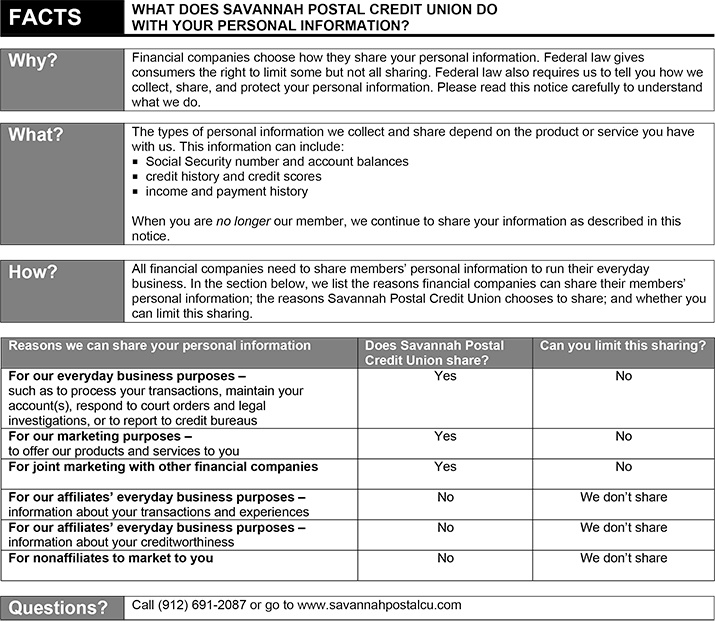 FACTS
WHAT DOES SAVANNAH POSTAL CREDIT UNION DO
WITH YOUR PERSONAL INFORMATION?
Why?
Financial companies choose how they share your personal information. Federal law gives
consumers the right to limit some but not all sharing. Federal law also requires us to tell you how we
collect, share, and protect your personal information. Please read this notice carefully to understand
what we do.
What?
The types of personal information we collect and share depend on the product or service you have
with us. This information can include:
▪ Social Security number and account balances
▪ credit history and credit scores
▪ income and payment history
When you are no longer our member, we continue to share your information as described in this
notice.
How?
All financial companies need to share members' personal information to run their everyday
business. In the section below, we list the reasons financial companies can share their members'
personal information; the reasons Savannah Postal Credit Union chooses to share; and whether you
can limit this sharing.
Reasons we can share your personal information
Does Savannah Postal
Credit Union share?
Can you limit this sharing?
For our everyday business purposes –
such as to process your transactions, maintain your
account(s), respond to court orders and legal
investigations, or to report to credit bureaus
Yes
No
For our marketing purposes –
to offer our products and services to you
Yes
No
For joint marketing with other financial companies
Yes
No
For our affiliates' everyday business purposes –
information about your transactions and experiences
No
We don't share
For our affiliates' everyday business purposes –
information about your creditworthiness
No
We don't share
For nonaffiliates to market to you
No
We don't share
Questions?
Call (912) 691-2087 or go to www.savannahpostalcu.com